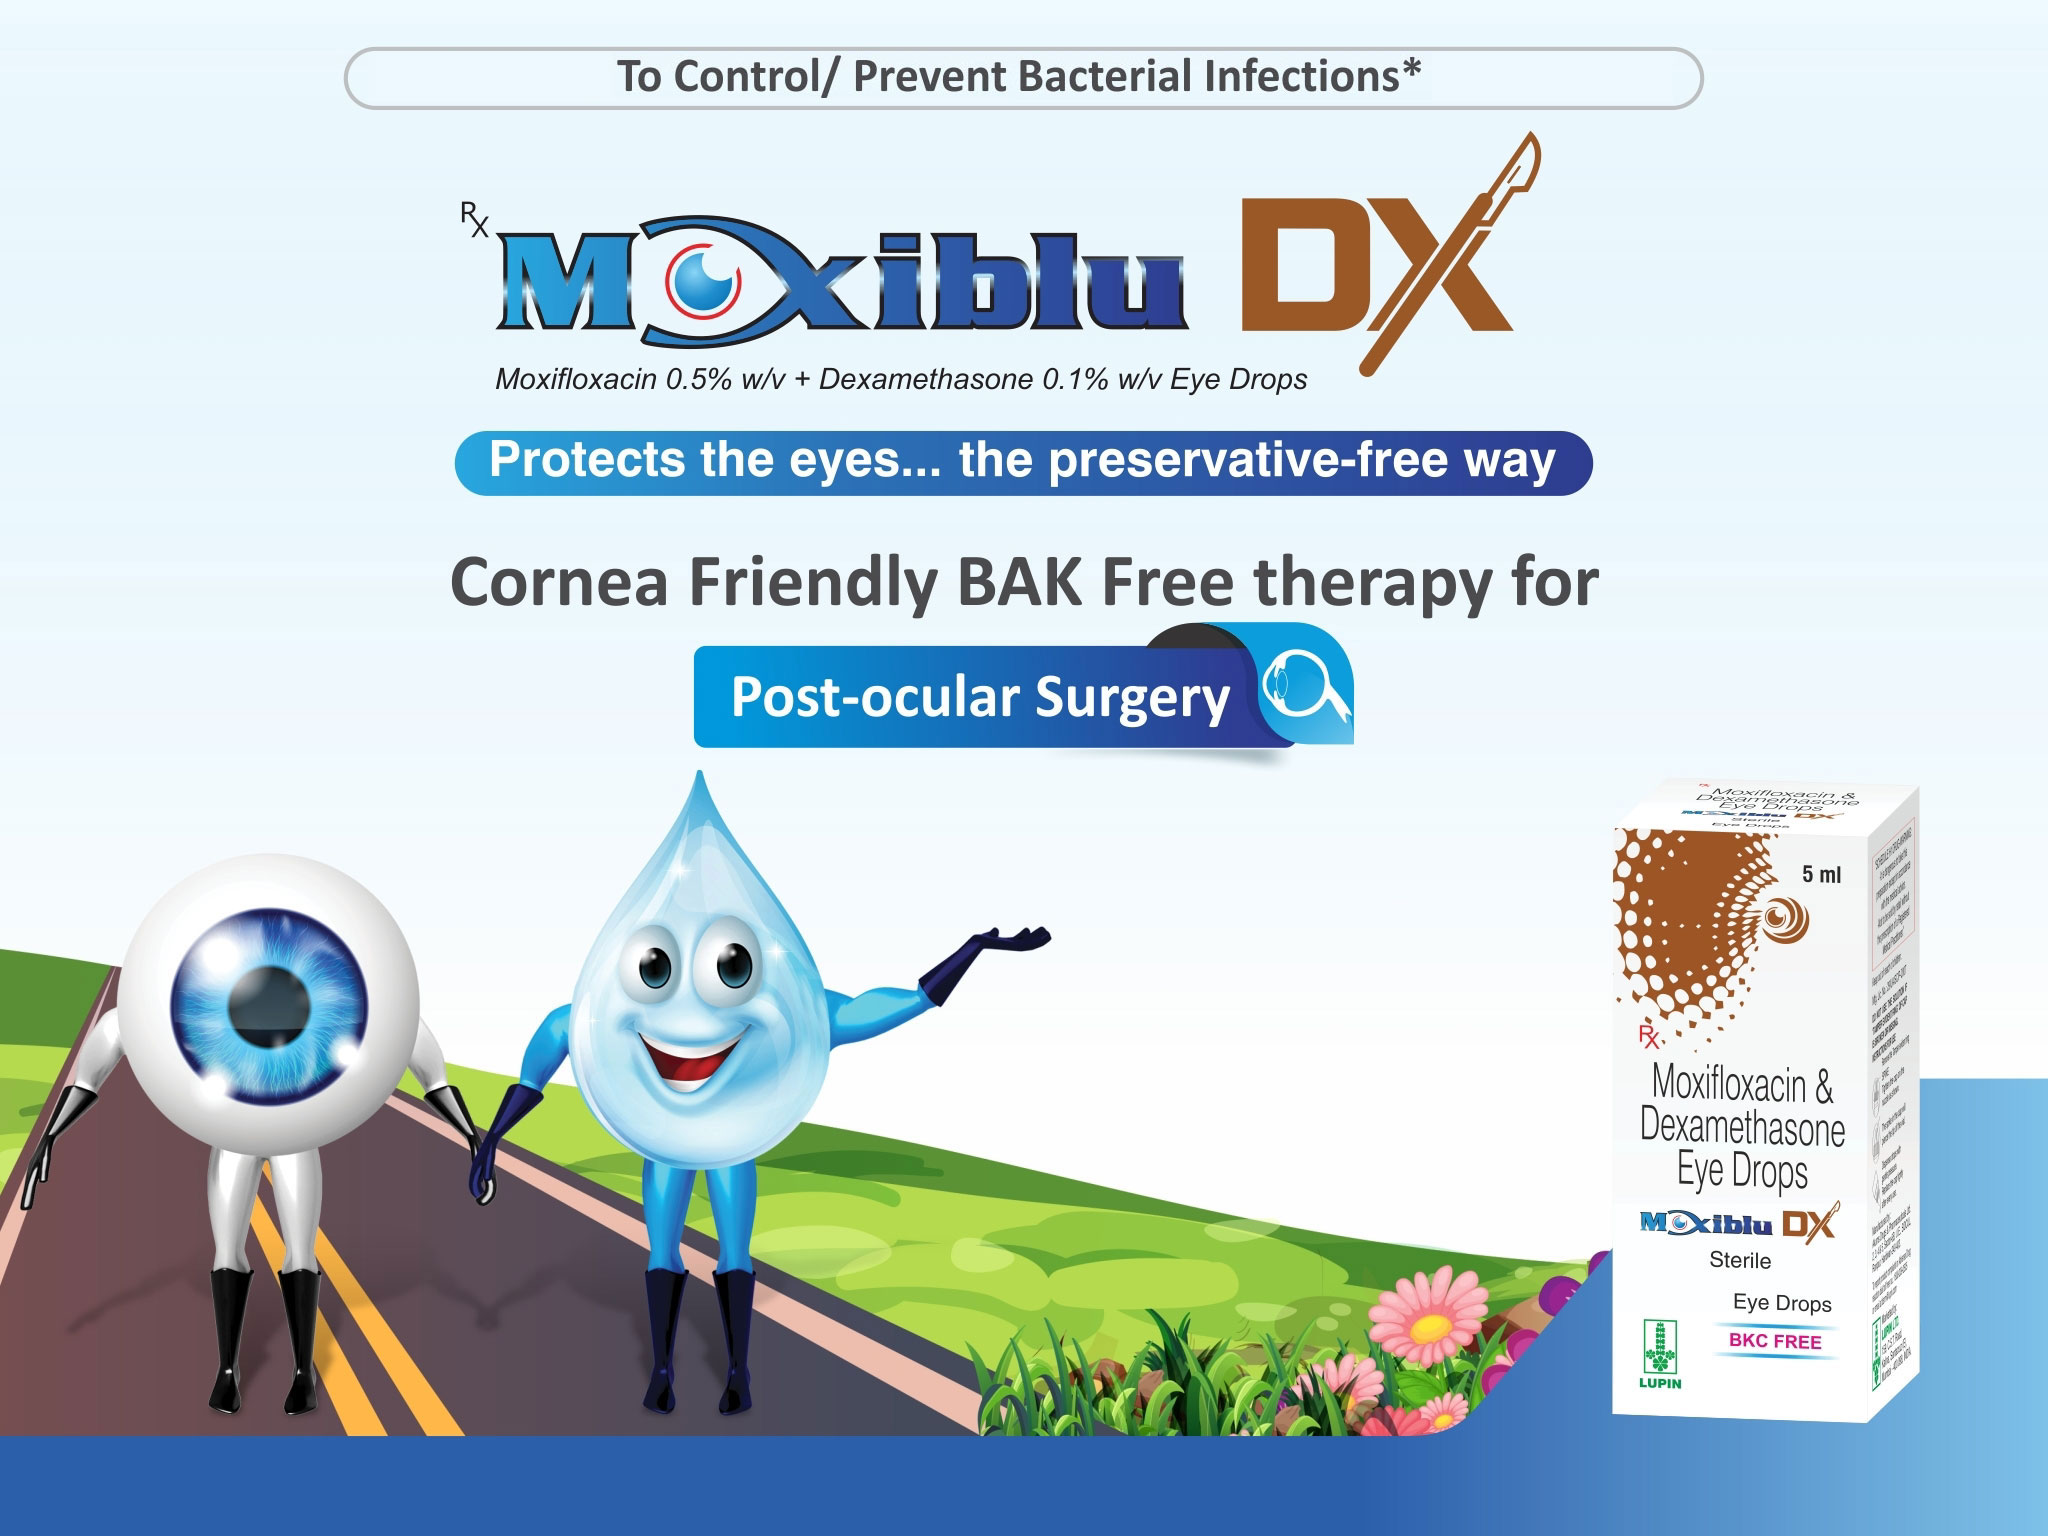 To Control/ Prevent Bacterial Infections*
Rx Moxiblu DX
Moxifloxacin 0.5% w/v + Dexamethasone 0.1% w/v Eye Drops
Protects the eyes... the preservative-free way
Cornea Friendly BAK Free therapy for
Post-ocular Surgery
Moxifloxacin &
Dexamethasone
Eye Drops
Moxiblu DX
Sterile
Eye Drops
5 ml
Rx
Moxifloxacin &
Dexamethasone
Eye Drops
Moxiblu DX
Sterile
Eye Drops
BKC FREE
LUPIN